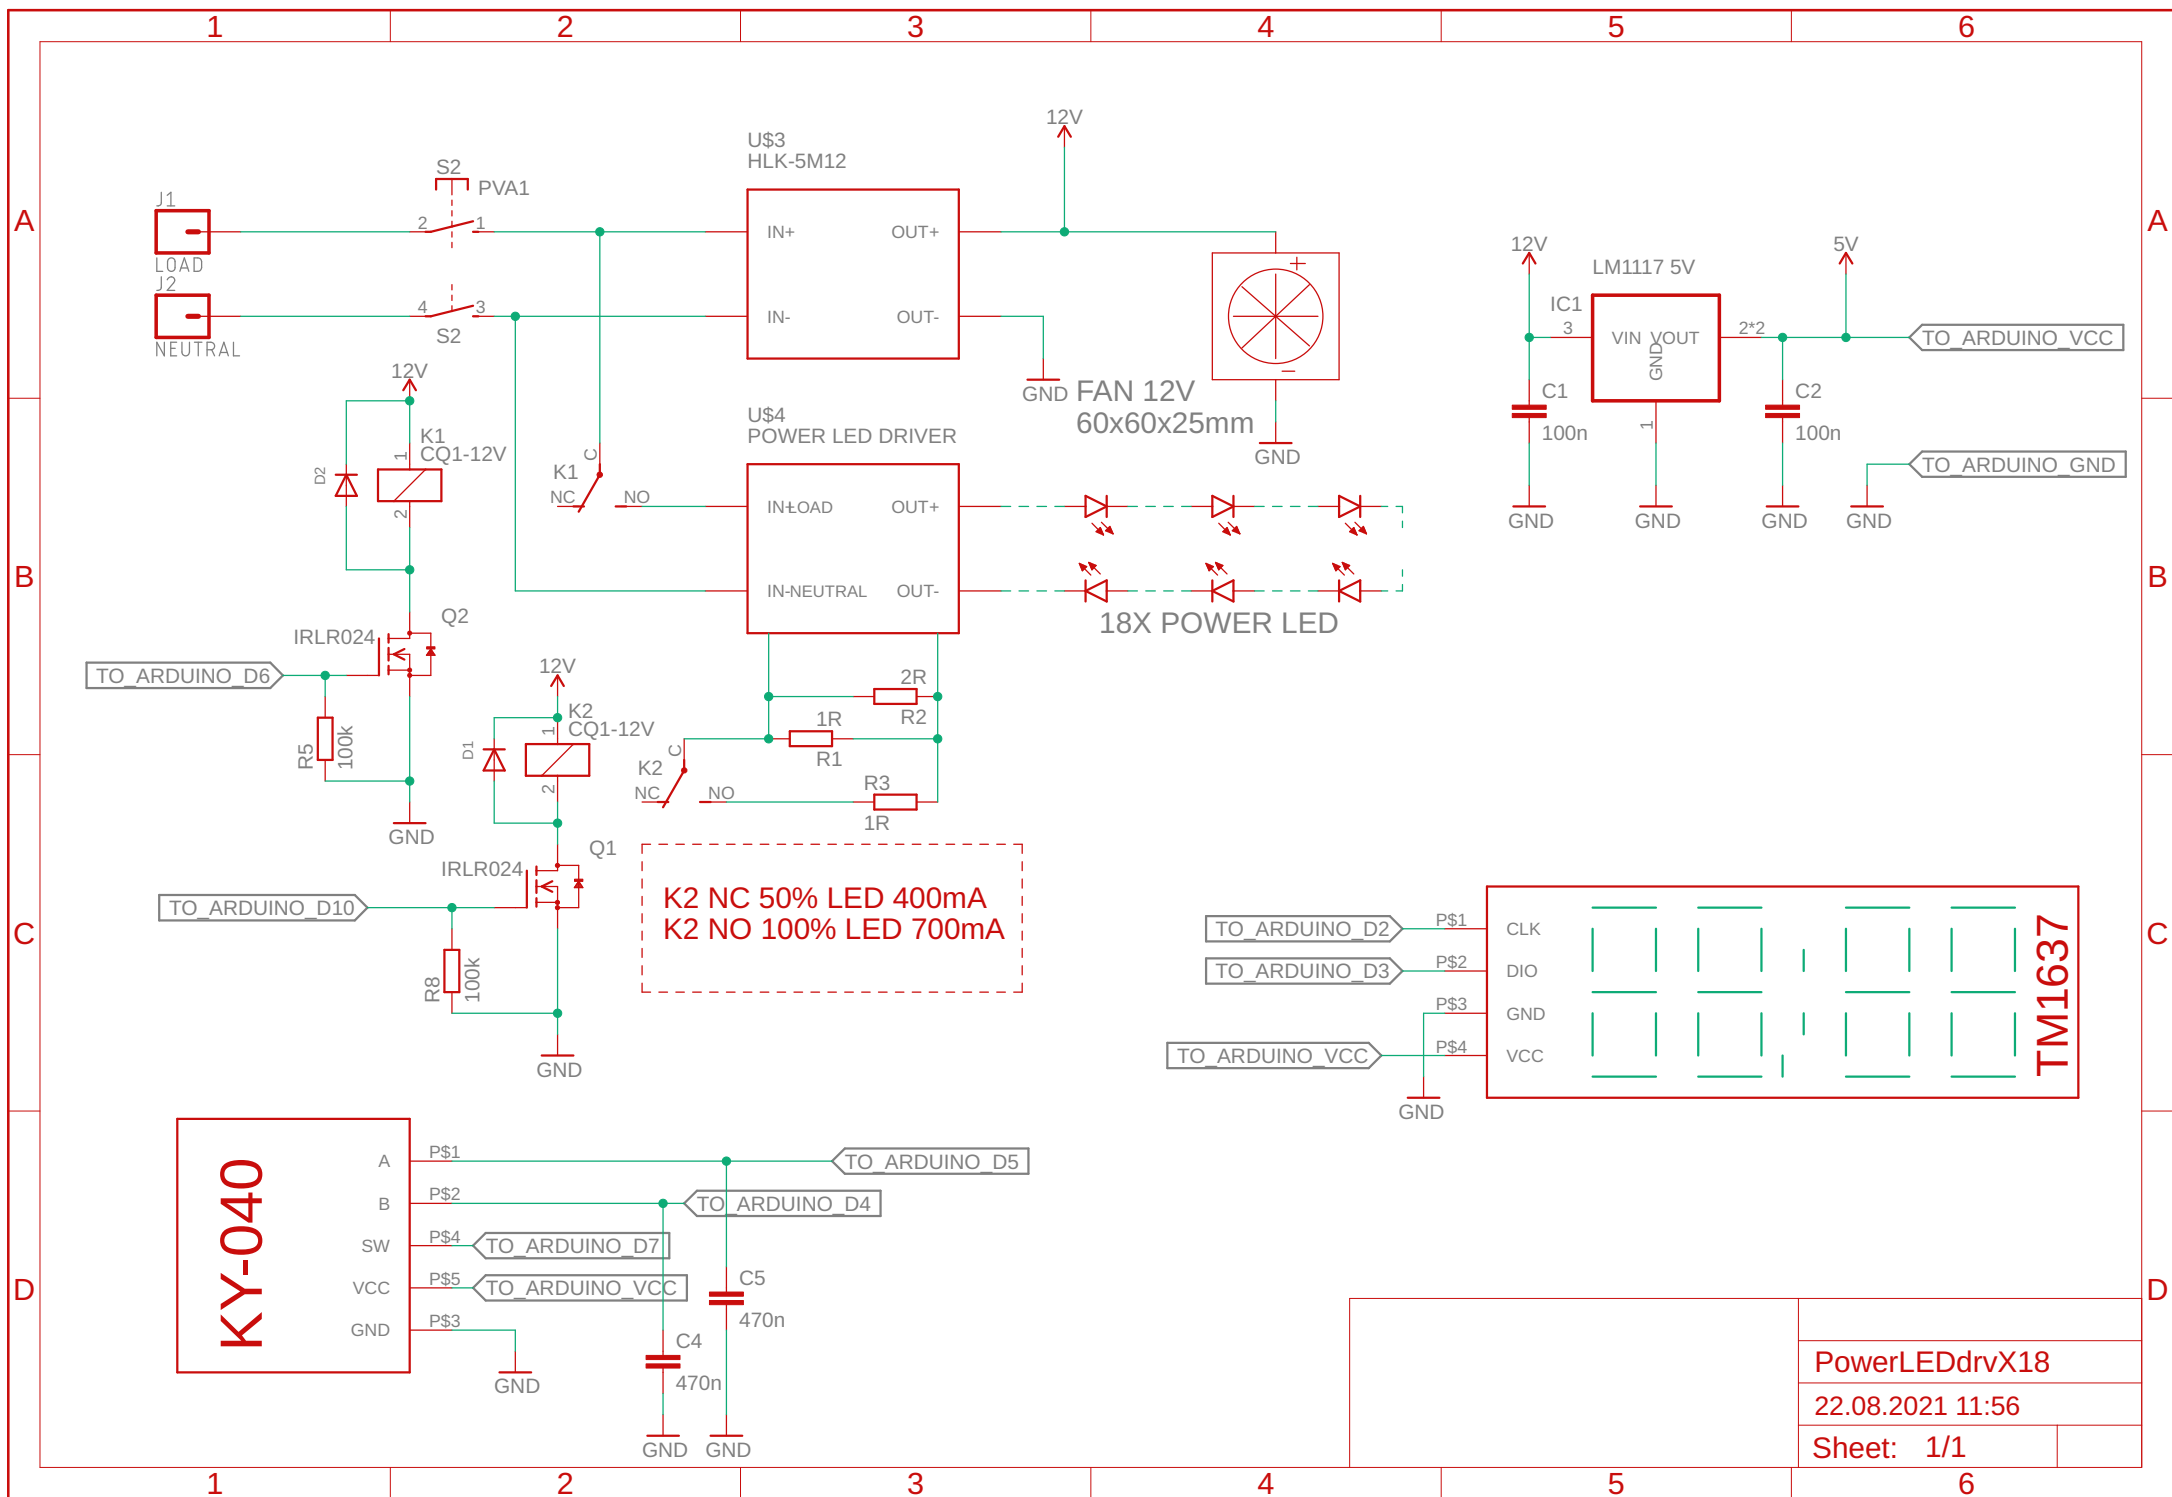 1 2 3 4 5 6
A
A
B
B
C
C
D
D
J1
LOAD
J2
NEUTRAL
S2
PVA1
2 1
4 3
S2
U$3
HLK-5M12
IN+ OUT+
IN- OUT-
12V
GND
FAN 12V
60x60x25mm
+
−
GND
12V
LM1117 5V
5V
IC1
3
VIN VOUT
GND
2*2
1
TO_ARDUINO_VCC
C1
100n
C2
100n
TO_ARDUINO_GND
GND GND GND GND
12V
K1
CQ1-12V
1
2
D2
K1
C
NC NO
U$4
POWER LED DRIVER
IN+LOAD OUT+
IN-NEUTRAL OUT-
18X POWER LED
Q2
IRLR024
TO_ARDUINO_D6
R5
100k
GND
12V
K2
CQ1-12V
1
2
D1
2R
R2
1R
R1
K2
C
NC NO
R3
1R
Q1
IRLR024
TO_ARDUINO_D10
R8
100k
GND
K2 NC 50% LED 400mA
K2 NO 100% LED 700mA
TO_ARDUINO_D2 P$1 CLK
TO_ARDUINO_D3 P$2 DIO
P$3 GND
TO_ARDUINO_VCC P$4 VCC
GND
TM1637
KY-040
A P$1 TO_ARDUINO_D5
B P$2 TO_ARDUINO_D4
SW P$4 TO_ARDUINO_D7
VCC P$5 TO_ARDUINO_VCC
GND P$3
GND
C5
470n
C4
470n
GND GND
PowerLEDdrvX18
22.08.2021 11:56
Sheet: 1/1
1 2 3 4 5 6